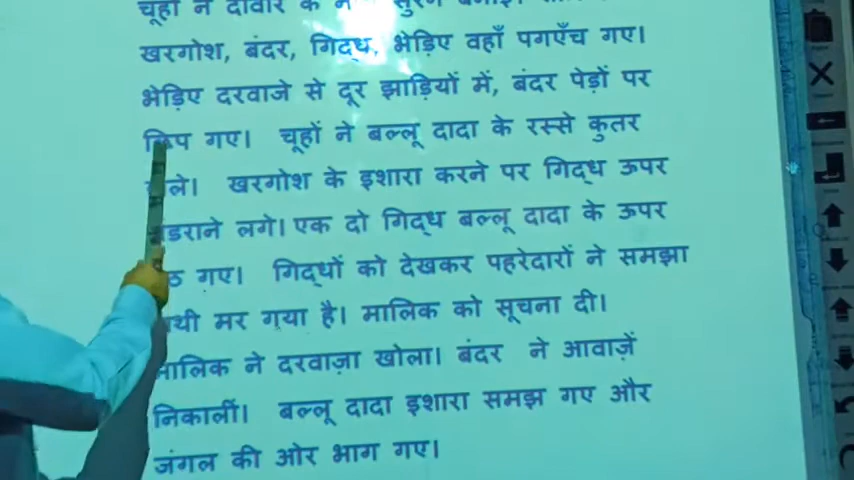 चूहों ने दीवार के
खरगोश, बंदर, गिद्ध, भेड़िए वहाँ पगएँच गए।
भेड़िए दरवाजे से दूर झाड़ियों में, बंदर पेड़ों पर
छिप गए। चूहों ने बल्लू दादा के रस्से कुतर
खरगोश के इशारा करने पर गिद्ध ऊपर
लगे। एक दो गिद्ध बल्लू दादा के ऊपर
गए। गिद्धों को देखकर पहरेदारों ने समझा
मर गया है। मालिक को सूचना दी।
मालिक ने दरवाज़ा खोला। बंदर ने आवाज़ें
निकालीं। बल्लू दादा इशारा समझ गए और
जंगल की ओर भाग गए।